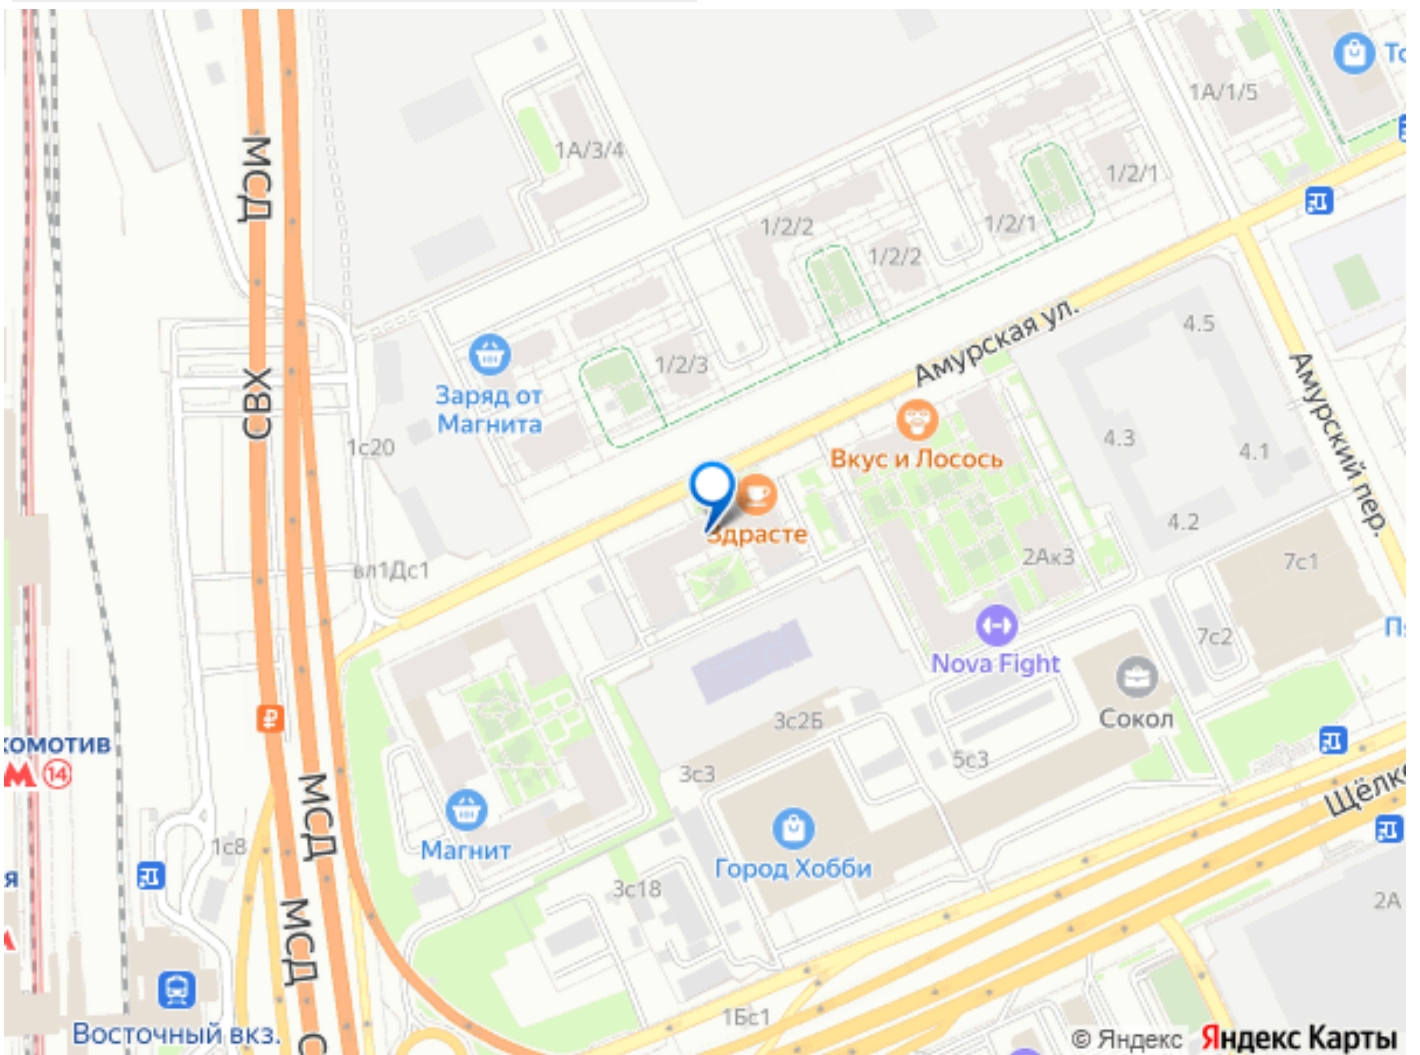 То
1А/1/5
1А/3/4
МСД
1/2/1
1/2/2
1/2/1
1/2/2
4.5
Амурская ул.
1/2/3
Заряд от
Магнита
СВХ
Амурский пер.
1с20
4.3
4.1
Вкус и Лосось
4.2
Здрасте
2Ак3
7с1
вл1Дс1
Nova Fight
7с2
Сокол
3с2Б
комотив
14
3с3
5с3
МСД
Щёлко
1с8
Магнит
Город Хобби
я
3с18
2А
МСД
Восточный вкз.
1Бс1
С
© Яндекс Яндекс Карты